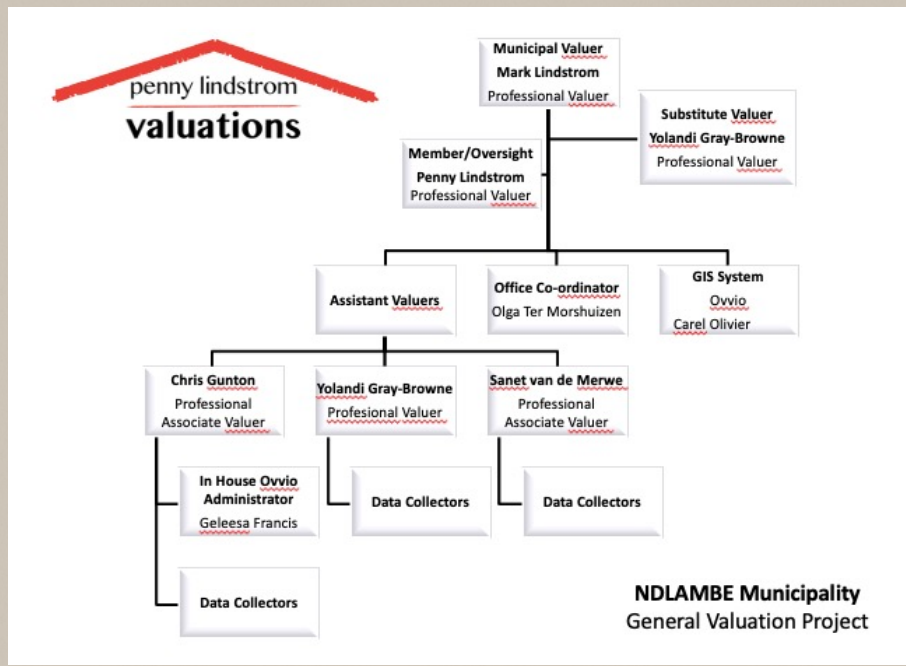 penny lindstrom
valuations
Municipal Valuer
Mark Lindstrom
Professional Valuer
Substitute Valuer
Yolandi Gray-Browne
Professional Valuer
Member/Oversight
Penny Lindstrom
Professional Valuer
Assistant Valuers
Office Co-ordinator
Olga Ter Morshuizen
GIS System
Ovvio
Carel Olivier
Chris Gunton
Professional
Associate Valuer
Yolandi Gray-Browne
Profesional Valuer
Sanet van de Merwe
Professional
Associate Valuer
In House Ovvio
Administrator
Geleesa Francis
Data Collectors
Data Collectors
Data Collectors
NDLAMBE Municipality
General Valuation Project